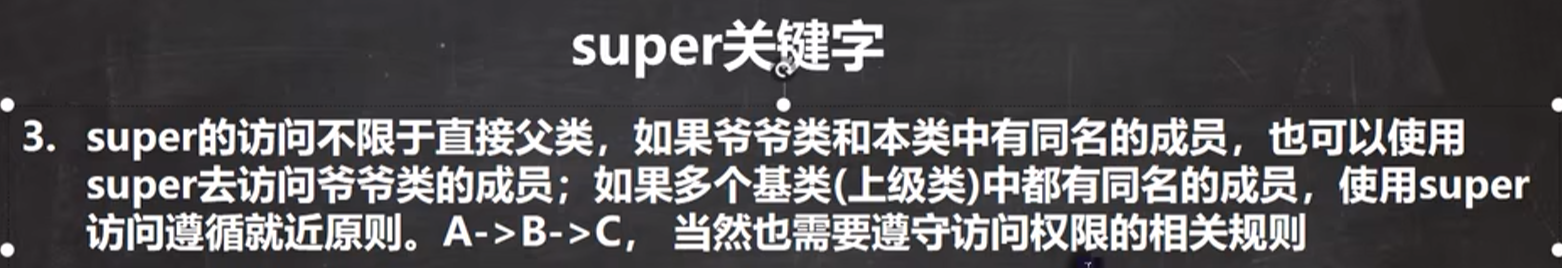 super关键字
3. super的访问不限于直接父类，如果爷爷类和本类中有同名的成员，也可以使用
super去访问爷爷类的成员；如果多个基类(上级类)中都有同名的成员，使用super
访问遵循就近原则。A->B->C， 当然也需要遵守访问权限的相关规则